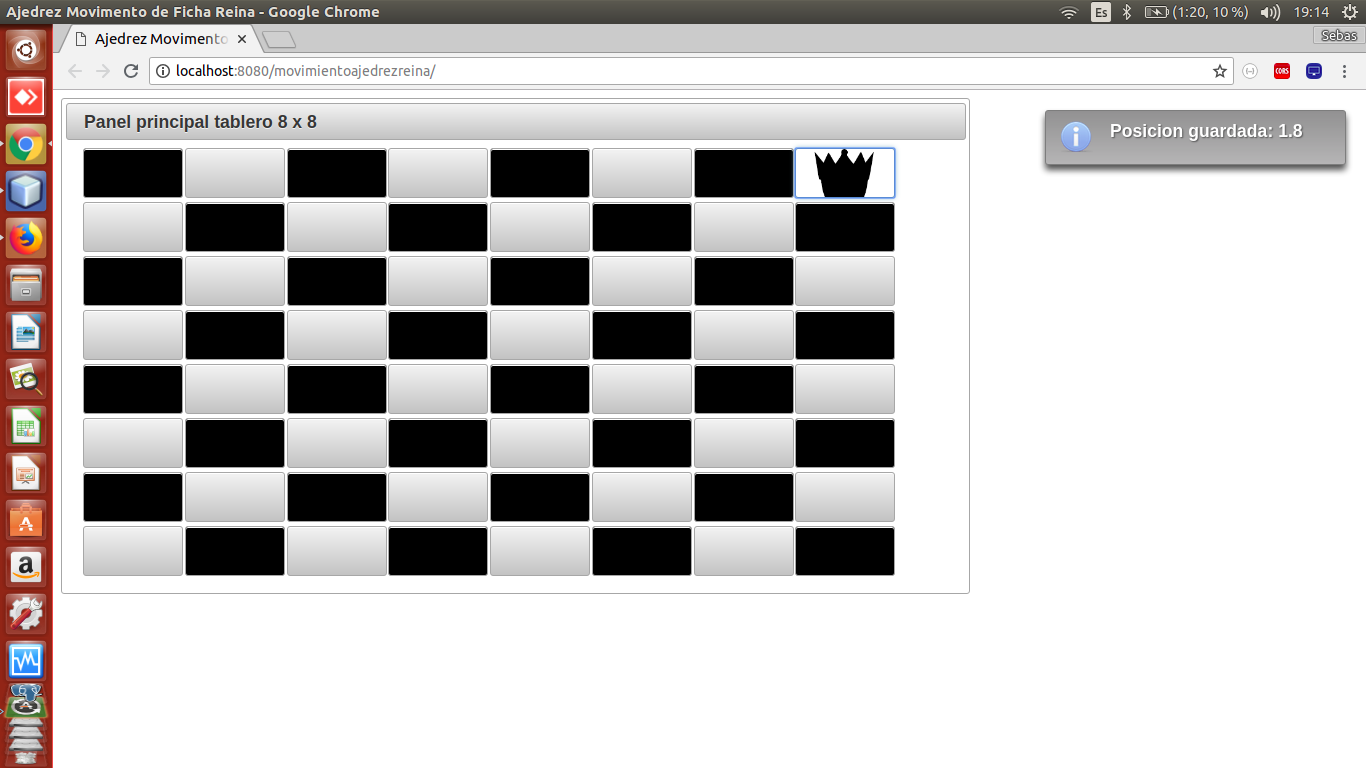 Ajedrez Movimento de Ficha Reina - Google Chrome
Es
(1:20, 10 %)
19:14
Ajedrez Movimento
Sebas
localhost:8080/movimientoajedrezreina/
CORS
Panel principal tablero 8 x 8
Posicion guardada: 1.8